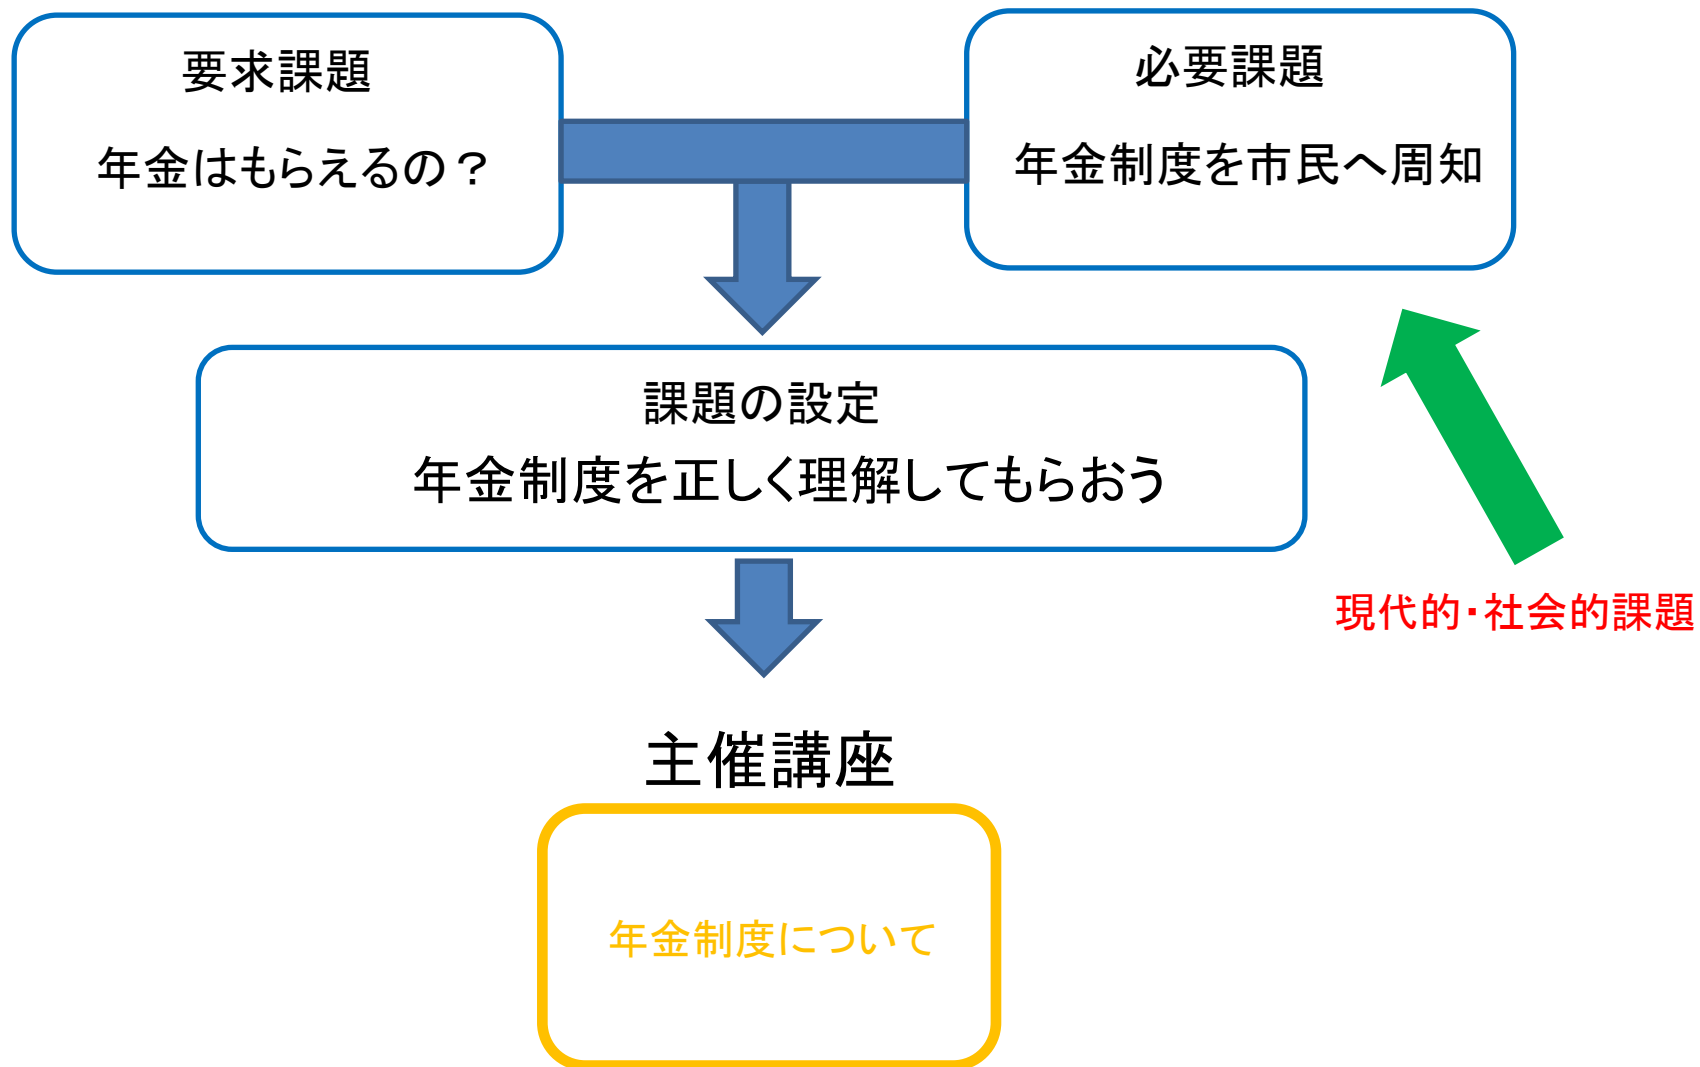 要求課題
年金はもらえるの？
必要課題
年金制度を市民へ周知
課題の設定
年金制度を正しく理解してもらおう
現代的・社会的課題
主催講座
年金制度について